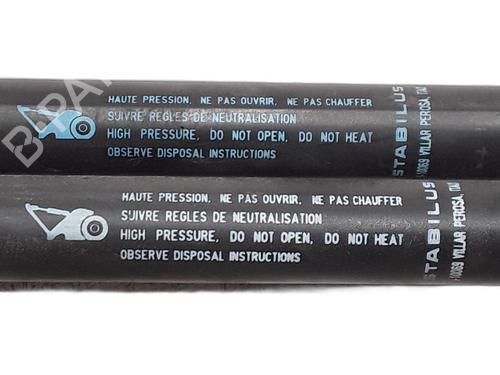 HAUTE PRESSION, NE PAS OUVRIR, NE PAS CHAUFFER
SUIVRE REGLES DE NEUTRALISATION
HIGH PRESSURE, DO NOT OPEN, DO NOT HEAT
OBSERVE DISPOSAL INSTRUCTIONS
STABILUS
VILLAR PEROSA,
HAUTE PRESSION, NE PAS OUVRIR, NE PAS CHAUFFER
SUIVRE REGLES DE NEUTRALISATION
HIGH PRESSURE, DO NOT OPEN, DO NOT HEAT
OBSERVE DISPOSAL INSTRUCTIONS
STABILUS
VILLAR PEROSA,